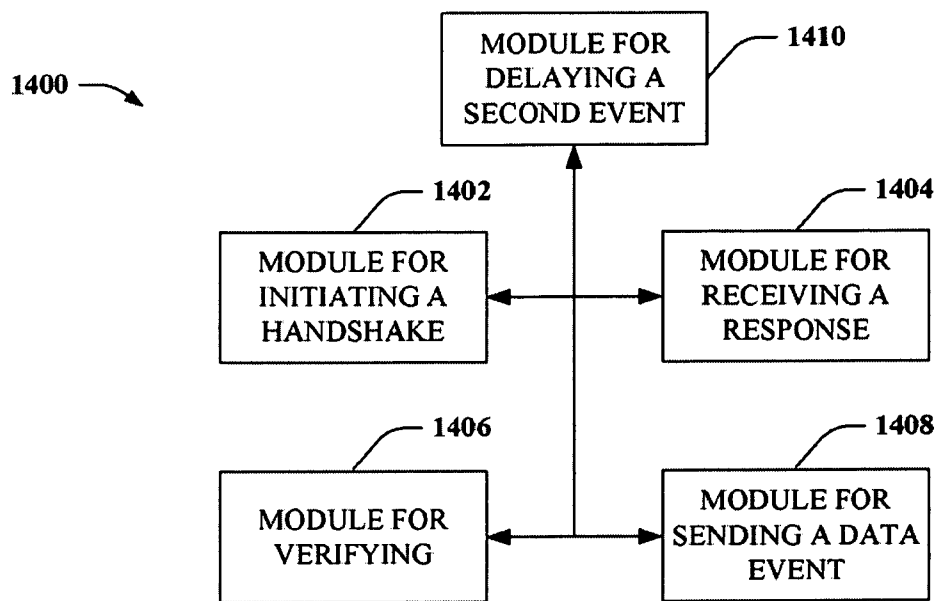 1400
MODULE FOR
DELAYING A
SECOND EVENT
1410
1402
MODULE FOR
INITIATING A
HANDSHAKE
1404
MODULE FOR
RECEIVING A
RESPONSE
1406
MODULE FOR
VERIFYING
1408
MODULE FOR
SENDING A DATA
EVENT